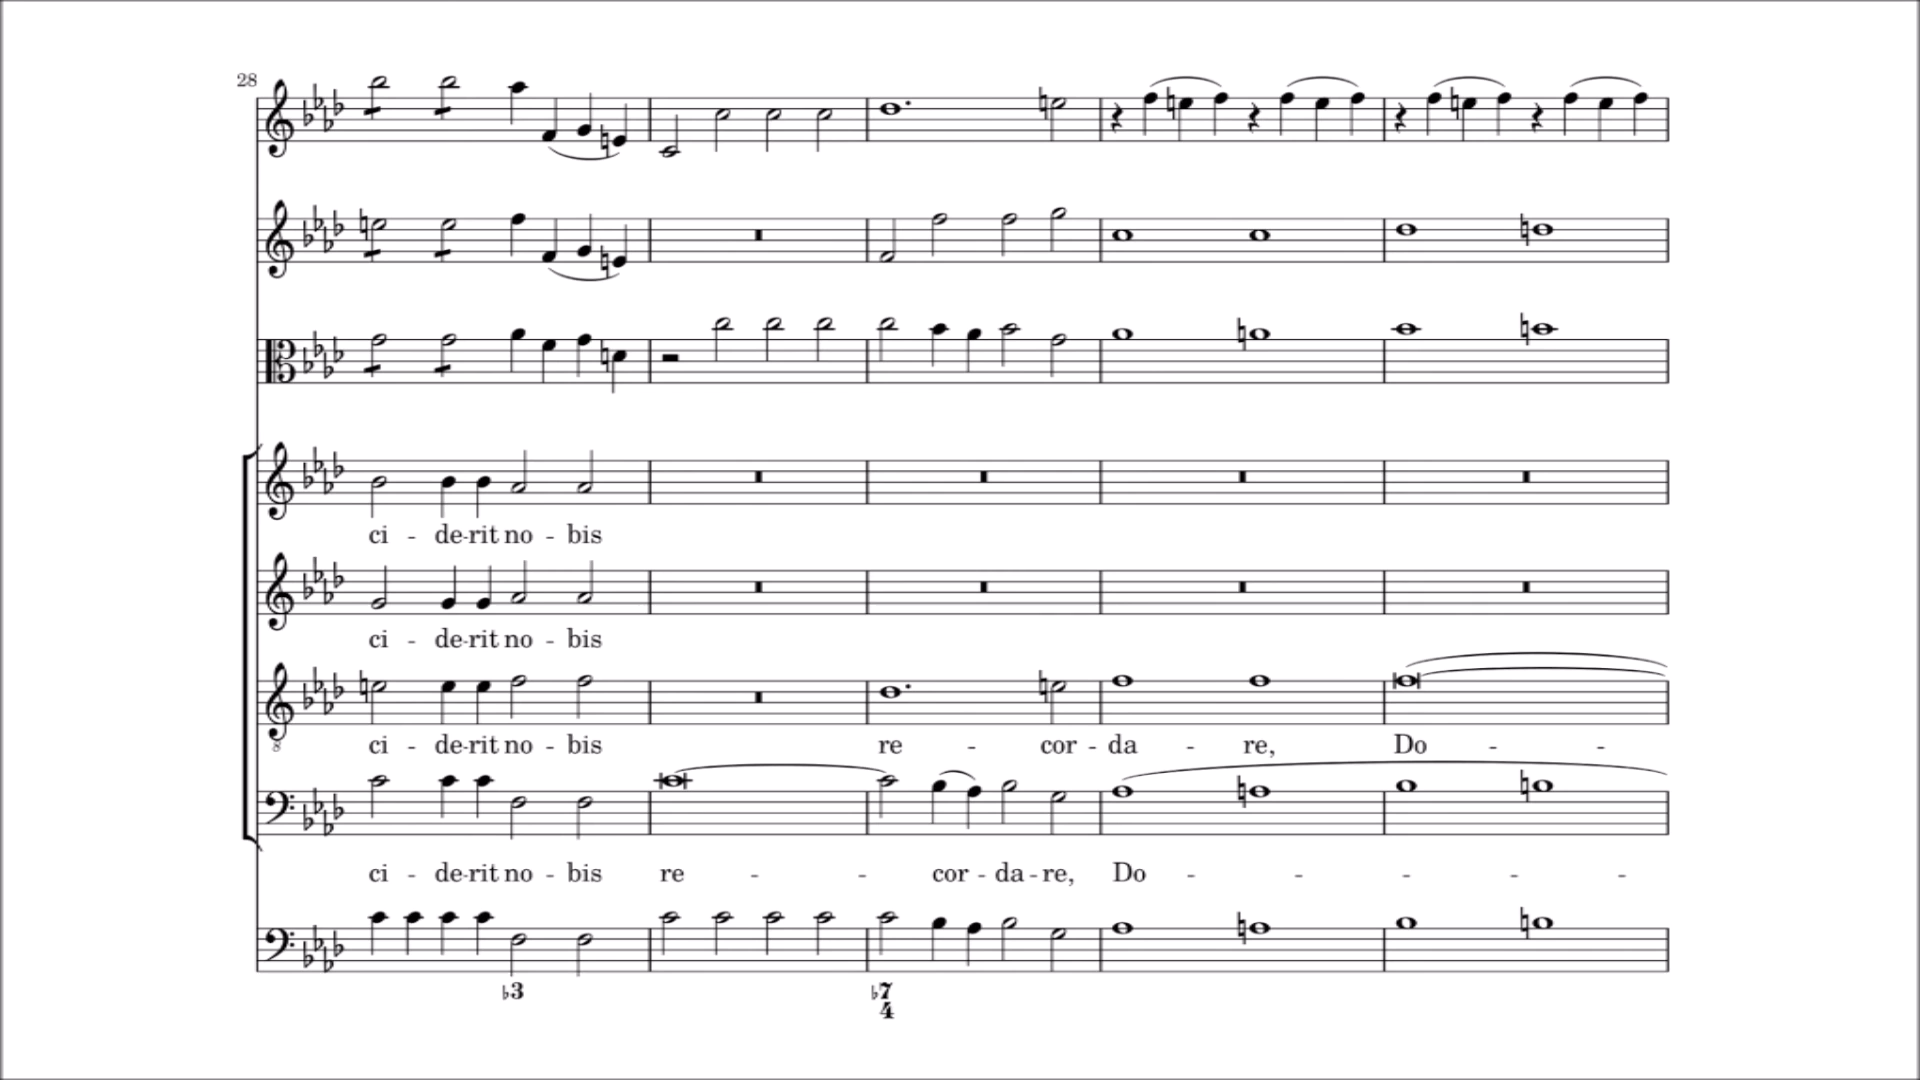 28
ci - de-rit no - bis
ci - de-rit no - bis
8
ci - de-rit no - bis re - cor - da - re, Do - -
ci - de-rit no - bis re - - cor - da - re, Do - - - - -
♭3 ♭7
4